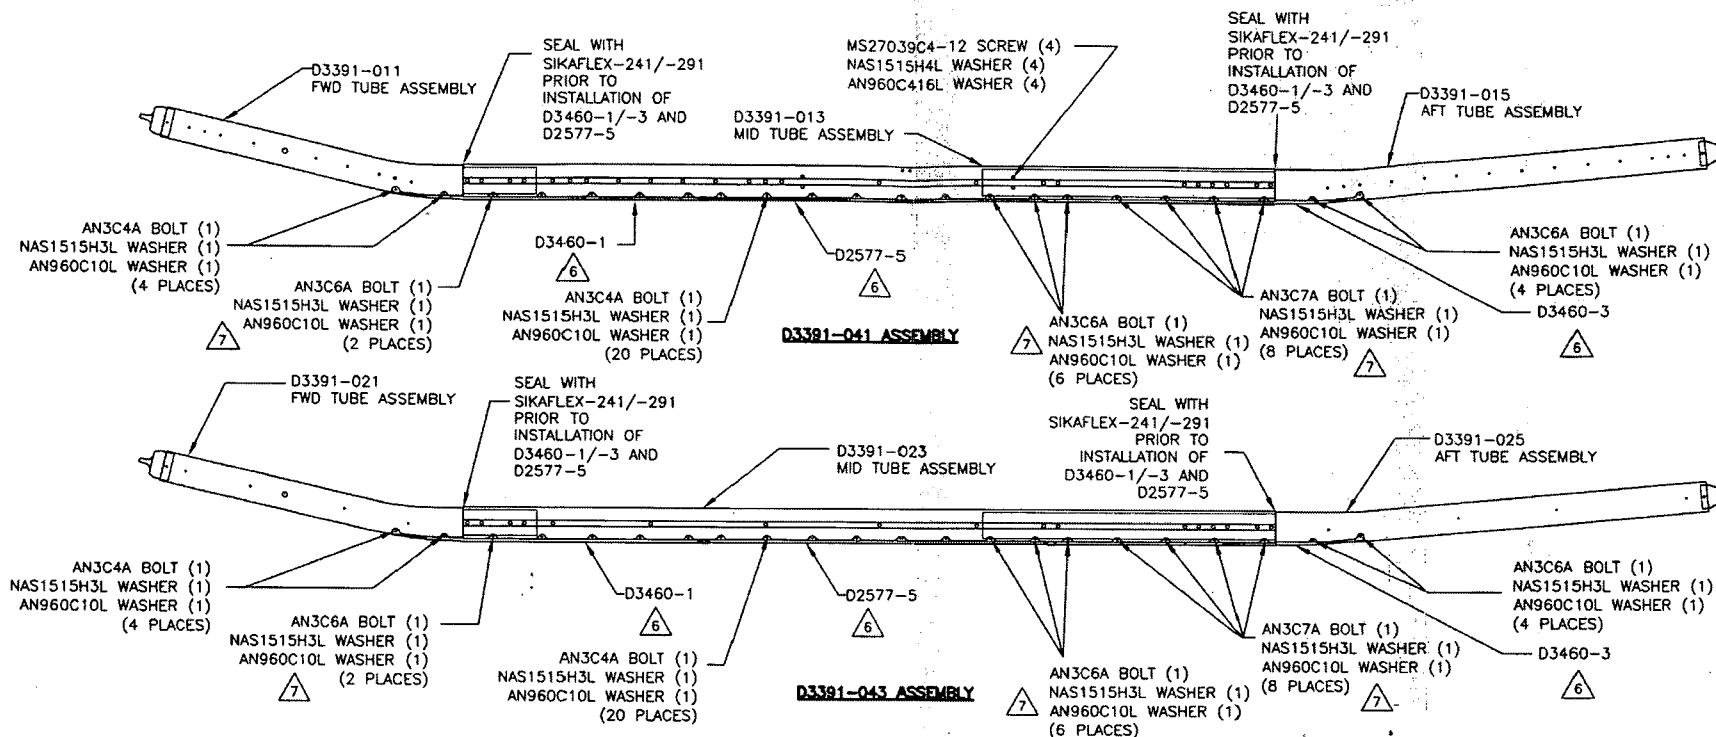 D3391-011
FWD TUBE ASSEMBLY
SEAL WITH
SIKAFLEX-241/-291
PRIOR TO
INSTALLATION OF
D3460-1/-3 AND
D2577-5
D3391-013
MID TUBE ASSEMBLY
MS27039C4-12 SCREW (4)
NAS1515H4L WASHER (4)
AN960C416L WASHER (4)
SEAL WITH
SIKAFLEX-241/-291
PRIOR TO
INSTALLATION OF
D3460-1/-3 AND
D2577-5
D3391-015
AFT TUBE ASSEMBLY
AN3C4A BOLT (1)
NAS1515H3L WASHER (1)
AN960C10L WASHER (1)
(4 PLACES)
AN3C6A BOLT (1)
NAS1515H3L WASHER (1)
AN960C10L WASHER (1)
(2 PLACES)
7
D3460-1
6
AN3C4A BOLT (1)
NAS1515H3L WASHER (1)
AN960C10L WASHER (1)
(20 PLACES)
D2577-5
6
D3391-041 ASSEMBLY
7
AN3C6A BOLT (1)
NAS1515H3L WASHER (1)
AN960C10L WASHER (1)
(6 PLACES)
AN3C7A BOLT (1)
NAS1515H3L WASHER (1)
AN960C10L WASHER (1)
(8 PLACES)
7
AN3C6A BOLT (1)
NAS1515H3L WASHER (1)
AN960C10L WASHER (1)
(4 PLACES)
D3460-3
6
D3391-021
FWD TUBE ASSEMBLY
SEAL WITH
SIKAFLEX-241/-291
PRIOR TO
INSTALLATION OF
D3460-1/-3 AND
D2577-5
D3391-023
MID TUBE ASSEMBLY
SEAL WITH
SIKAFLEX-241/-291
PRIOR TO
INSTALLATION OF
D3460-1/-3 AND
D2577-5
D3391-025
AFT TUBE ASSEMBLY
AN3C4A BOLT (1)
NAS1515H3L WASHER (1)
AN960C10L WASHER (1)
(4 PLACES)
AN3C6A BOLT (1)
NAS1515H3L WASHER (1)
AN960C10L WASHER (1)
(2 PLACES)
7
D3460-1
6
AN3C4A BOLT (1)
NAS1515H3L WASHER (1)
AN960C10L WASHER (1)
(20 PLACES)
D2577-5
6
D3391-043 ASSEMBLY
7
AN3C6A BOLT (1)
NAS1515H3L WASHER (1)
AN960C10L WASHER (1)
(6 PLACES)
AN3C7A BOLT (1)
NAS1515H3L WASHER (1)
AN960C10L WASHER (1)
(8 PLACES)
7
AN3C6A BOLT (1)
NAS1515H3L WASHER (1)
AN960C10L WASHER (1)
(4 PLACES)
D3460-3
6